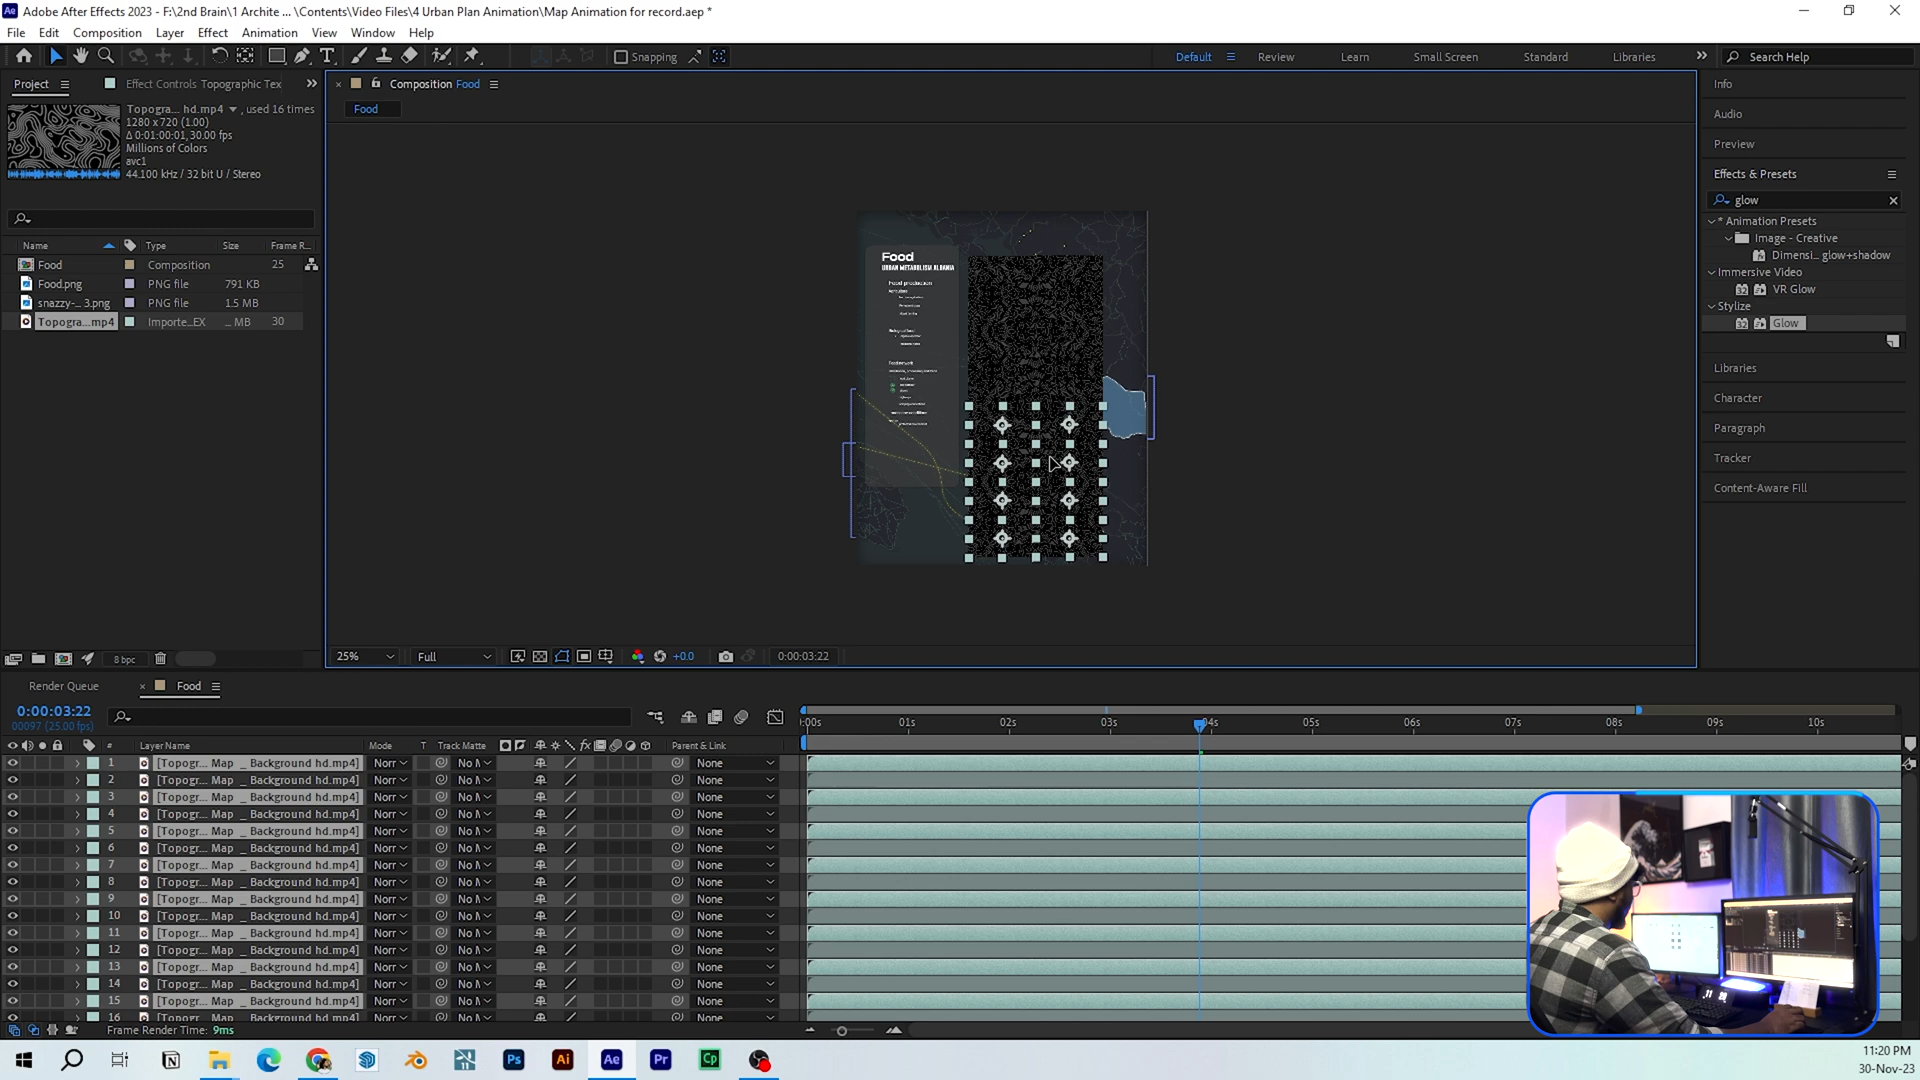 Adobe After Effects 2023 - F:\2nd Brain\1 Archite ... \Contents\Video Files\4 Urban Plan Animation\Map Animation for record.aep *
File Edit Composition Layer Effect Animation View Window Help
Snapping
Default Review Learn Small Screen Standard Libraries
Search Help
Project
Effect Controls Topographic Tex
Composition Food
Food
Topogra... hd.mp4 , used 16 times
1280 x 720 (1.00)
Δ 0:01:00:01, 30.00 fps
Millions of Colors
avc1
44.100 kHz / 32 bit U / Stereo
Name Type Size Frame R...
Food Composition 25
Food.png PNG file 791 KB
snazzy-... 3.png PNG file 1.5 MB
Topogra...mp4 Importe...EX ... MB 30
8 bpc
Food
URBAN METABOLISM ALBANIA
Food production
25% Full +0.0 0:00:03:22
Info
Audio
Preview
Effects & Presets
glow
* Animation Presets
Image - Creative
Dimensi... glow+shadow
Immersive Video
32 VR Glow
Stylize
32 Glow
Libraries
Character
Paragraph
Tracker
Content-Aware Fill
Render Queue
Food
0:00:03:22
00097 (25.00 fps)
:00s 01s 02s 03s 04s 05s 06s 07s 08s 09s 10s
# Layer Name Mode T Track Matte fx Parent & Link
1 [Topogr... Map _ Background hd.mp4] Norr No M None
2 [Topogr... Map _ Background hd.mp4] Norr No M None
3 [Topogr... Map _ Background hd.mp4] Norr No M None
4 [Topogr... Map _ Background hd.mp4] Norr No M None
5 [Topogr... Map _ Background hd.mp4] Norr No M None
6 [Topogr... Map _ Background hd.mp4] Norr No M None
7 [Topogr... Map _ Background hd.mp4] Norr No M None
8 [Topogr... Map _ Background hd.mp4] Norr No M None
9 [Topogr... Map _ Background hd.mp4] Norr No M None
10 [Topogr... Map _ Background hd.mp4] Norr No M None
11 [Topogr... Map _ Background hd.mp4] Norr No M None
12 [Topogr... Map _ Background hd.mp4] Norr No M None
13 [Topogr... Map _ Background hd.mp4] Norr No M None
14 [Topogr... Map _ Background hd.mp4] Norr No M None
15 [Topogr... Map _ Background hd.mp4] Norr No M None
16 [Topogr... Map _ Background hd.mp4] Norr No M None
Frame Render Time: 9ms
Ps Ai Ae Pr Cp
11:20 PM
30-Nov-23